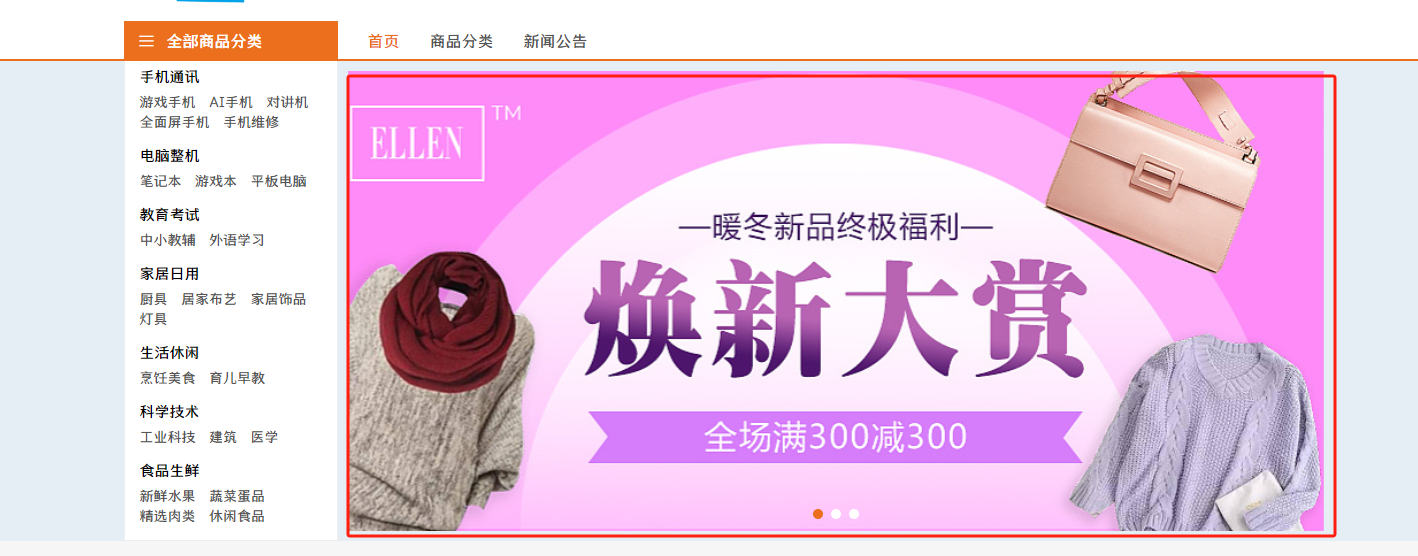 全部商品分类
首页 商品分类 新闻公告
手机通讯
游戏手机 AI手机 对讲机
全面屏手机 手机维修
电脑整机
笔记本 游戏本 平板电脑
教育考试
中小教辅 外语学习
家居日用
厨具 居家布艺 家居饰品
灯具
生活休闲
烹饪美食 育儿早教
科学技术
工业科技 建筑 医学
食品生鲜
新鲜水果 蔬菜蛋品
精选肉类 休闲食品
ELLEN TM
—暖冬新品终极福利—
焕新大赏
全场满300减300